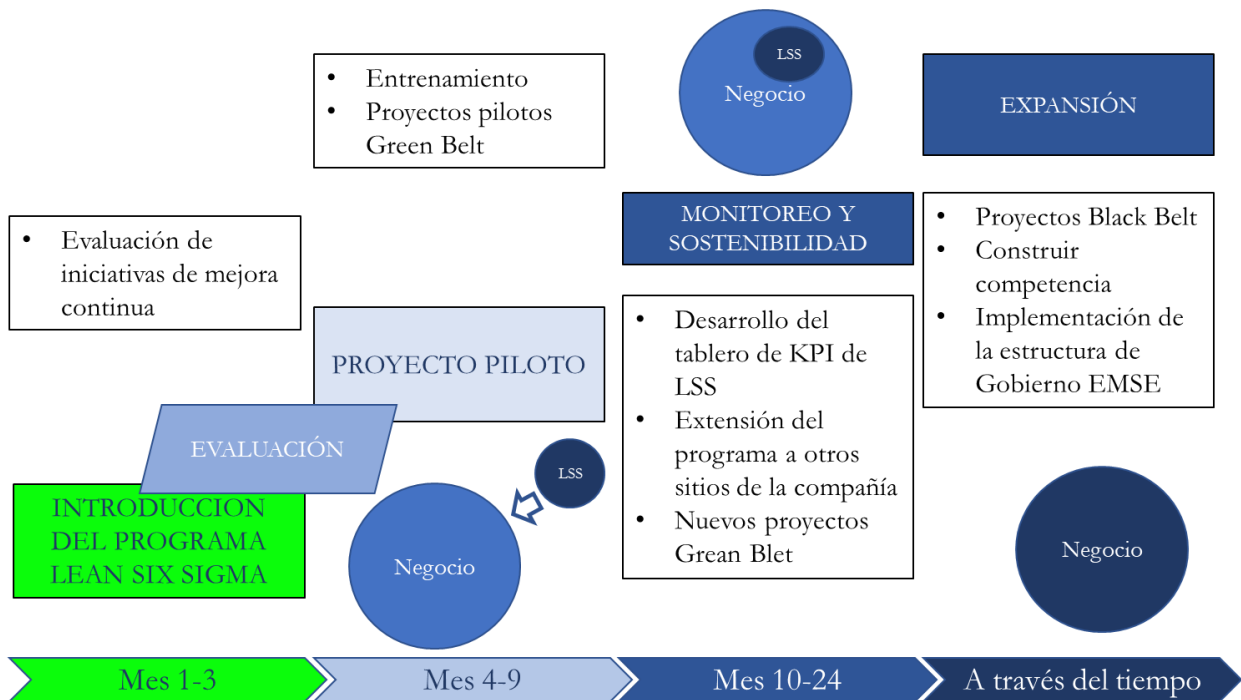 • Entrenamiento
• Proyectos pilotos
Green Belt
LSS
Negocio
EXPANSIÓN
• Evaluación de
iniciativas de mejora
continua
MONITOREO Y
SOSTENIBILIDAD
• Proyectos Black Belt
• Construir
competencia
• Implementación de
la estructura de
Gobierno EMSE
PROYECTO PILOTO
• Desarrollo del
tablero de KPI de
LSS
• Extensión del
programa a otros
sitios de la compañía
• Nuevos proyectos
Grean Blet
EVALUACIÓN
LSS
INTRODUCCION
DEL PROGRAMA
LEAN SIX SIGMA
Negocio
Negocio
Mes 1-3
Mes 4-9
Mes 10-24
A través del tiempo